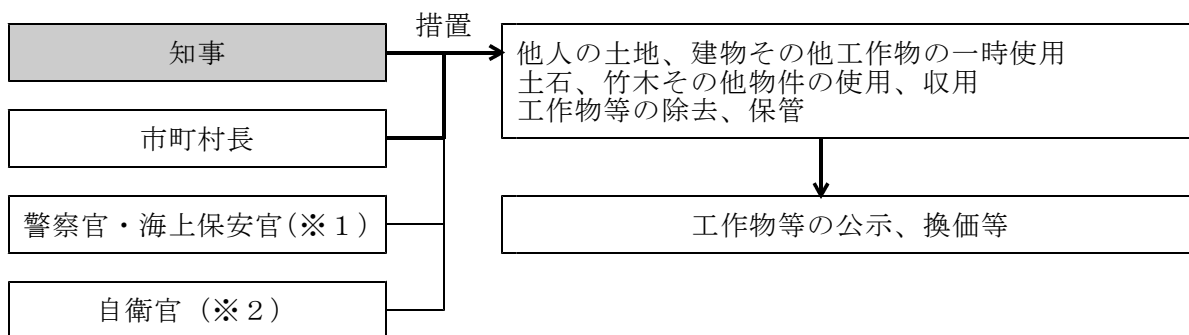 措置
知事
他人の土地、建物その他工作物の一時使用
土石、竹木その他物件の使用、収用
工作物等の除去、保管
市町村長
警察官・海上保安官(※１)
工作物等の公示、換価等
自衛官（※２）